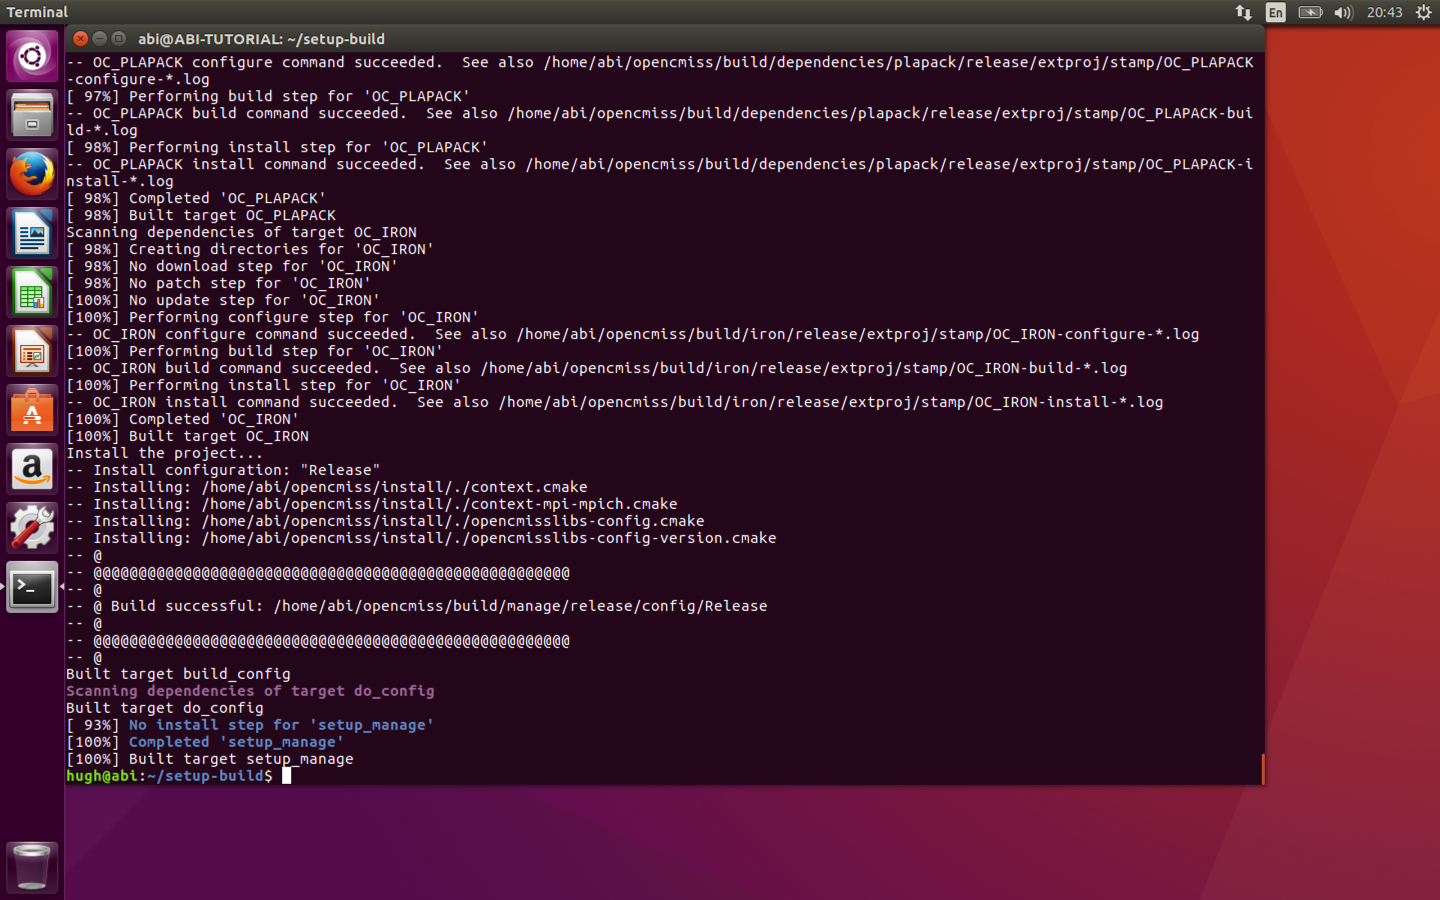 Terminal
En
20:43
abi@ABI-TUTORIAL: ~/setup-build
-- OC_PLAPACK configure command succeeded.  See also /home/abi/opencmiss/build/dependencies/plapack/release/extproj/stamp/OC_PLAPACK
-configure-*.log
[ 97%] Performing build step for 'OC_PLAPACK'
-- OC_PLAPACK build command succeeded.  See also /home/abi/opencmiss/build/dependencies/plapack/release/extproj/stamp/OC_PLAPACK-bui
ld-*.log
[ 98%] Performing install step for 'OC_PLAPACK'
-- OC_PLAPACK install command succeeded.  See also /home/abi/opencmiss/build/dependencies/plapack/release/extproj/stamp/OC_PLAPACK-i
nstall-*.log
[ 98%] Completed 'OC_PLAPACK'
[ 98%] Built target OC_PLAPACK
Scanning dependencies of target OC_IRON
[ 98%] Creating directories for 'OC_IRON'
[ 98%] No download step for 'OC_IRON'
[ 98%] No patch step for 'OC_IRON'
[100%] No update step for 'OC_IRON'
[100%] Performing configure step for 'OC_IRON'
-- OC_IRON configure command succeeded.  See also /home/abi/opencmiss/build/iron/release/extproj/stamp/OC_IRON-configure-*.log
[100%] Performing build step for 'OC_IRON'
-- OC_IRON build command succeeded.  See also /home/abi/opencmiss/build/iron/release/extproj/stamp/OC_IRON-build-*.log
[100%] Performing install step for 'OC_IRON'
-- OC_IRON install command succeeded.  See also /home/abi/opencmiss/build/iron/release/extproj/stamp/OC_IRON-install-*.log
[100%] Completed 'OC_IRON'
[100%] Built target OC_IRON
Install the project...
-- Install configuration: "Release"
-- Installing: /home/abi/opencmiss/install/./context.cmake
-- Installing: /home/abi/opencmiss/install/./context-mpi-mpich.cmake
-- Installing: /home/abi/opencmiss/install/./opencmisslibs-config.cmake
-- Installing: /home/abi/opencmiss/install/./opencmisslibs-config-version.cmake
-- @
-- @@@@@@@@@@@@@@@@@@@@@@@@@@@@@@@@@@@@@@@@@@@@@@@@@@@@@
-- @
-- @ Build successful: /home/abi/opencmiss/build/manage/release/config/Release
-- @
-- @@@@@@@@@@@@@@@@@@@@@@@@@@@@@@@@@@@@@@@@@@@@@@@@@@@@@
-- @
Built target build_config
Scanning dependencies of target do_config
Built target do_config
[ 93%] No install step for 'setup_manage'
[100%] Completed 'setup_manage'
[100%] Built target setup_manage
hugh@abi:~/setup-build$